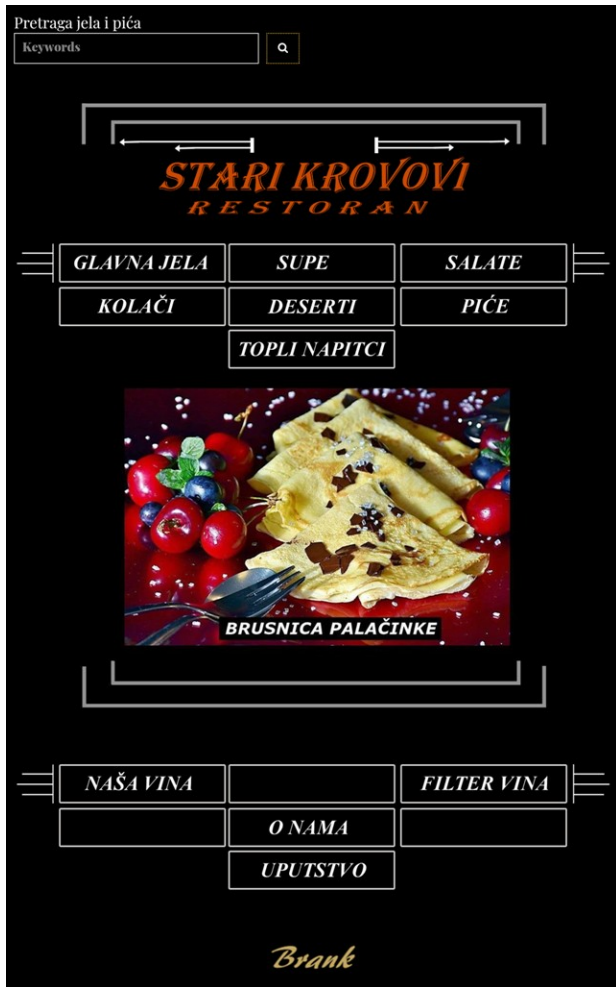 Pretraga jela i pića
Keywords
STARI KROVOVI
RESTORAN
GLAVNA JELA SUPE SALATE
KOLAČI DESERTI PIĆE
TOPLI NAPITCI
BRUSNICA PALAČINKE
NAŠA VINA FILTER VINA
O NAMA
UPUTSTVO
Brank